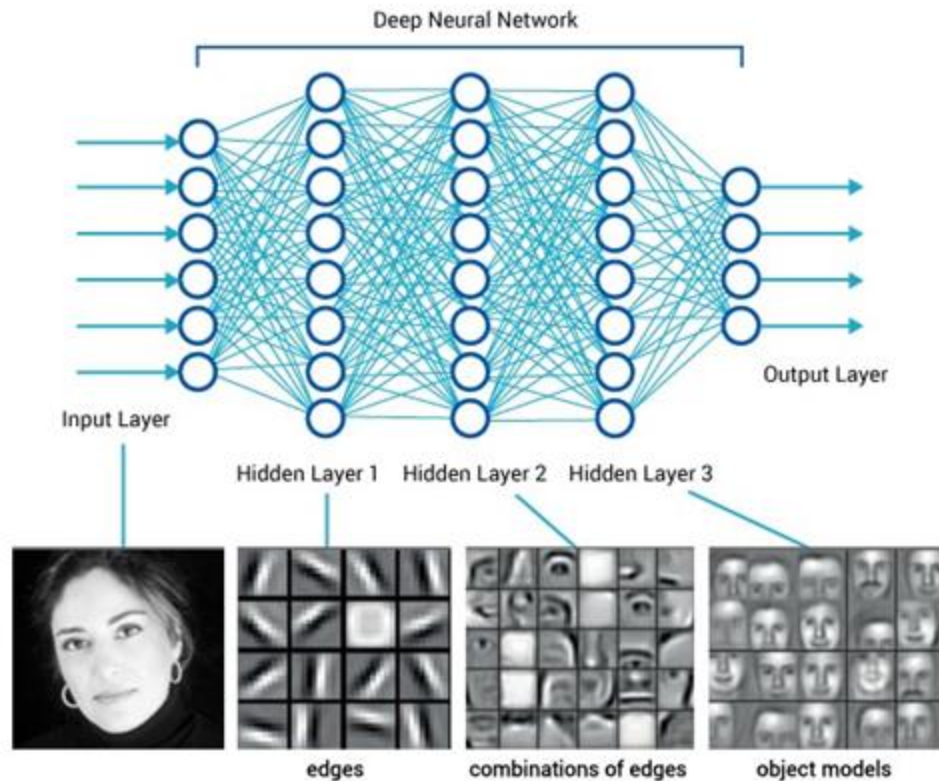 Deep Neural Network
Output Layer
Input Layer
Hidden Layer 1 Hidden Layer 2 Hidden Layer 3
edges combinations of edges object models